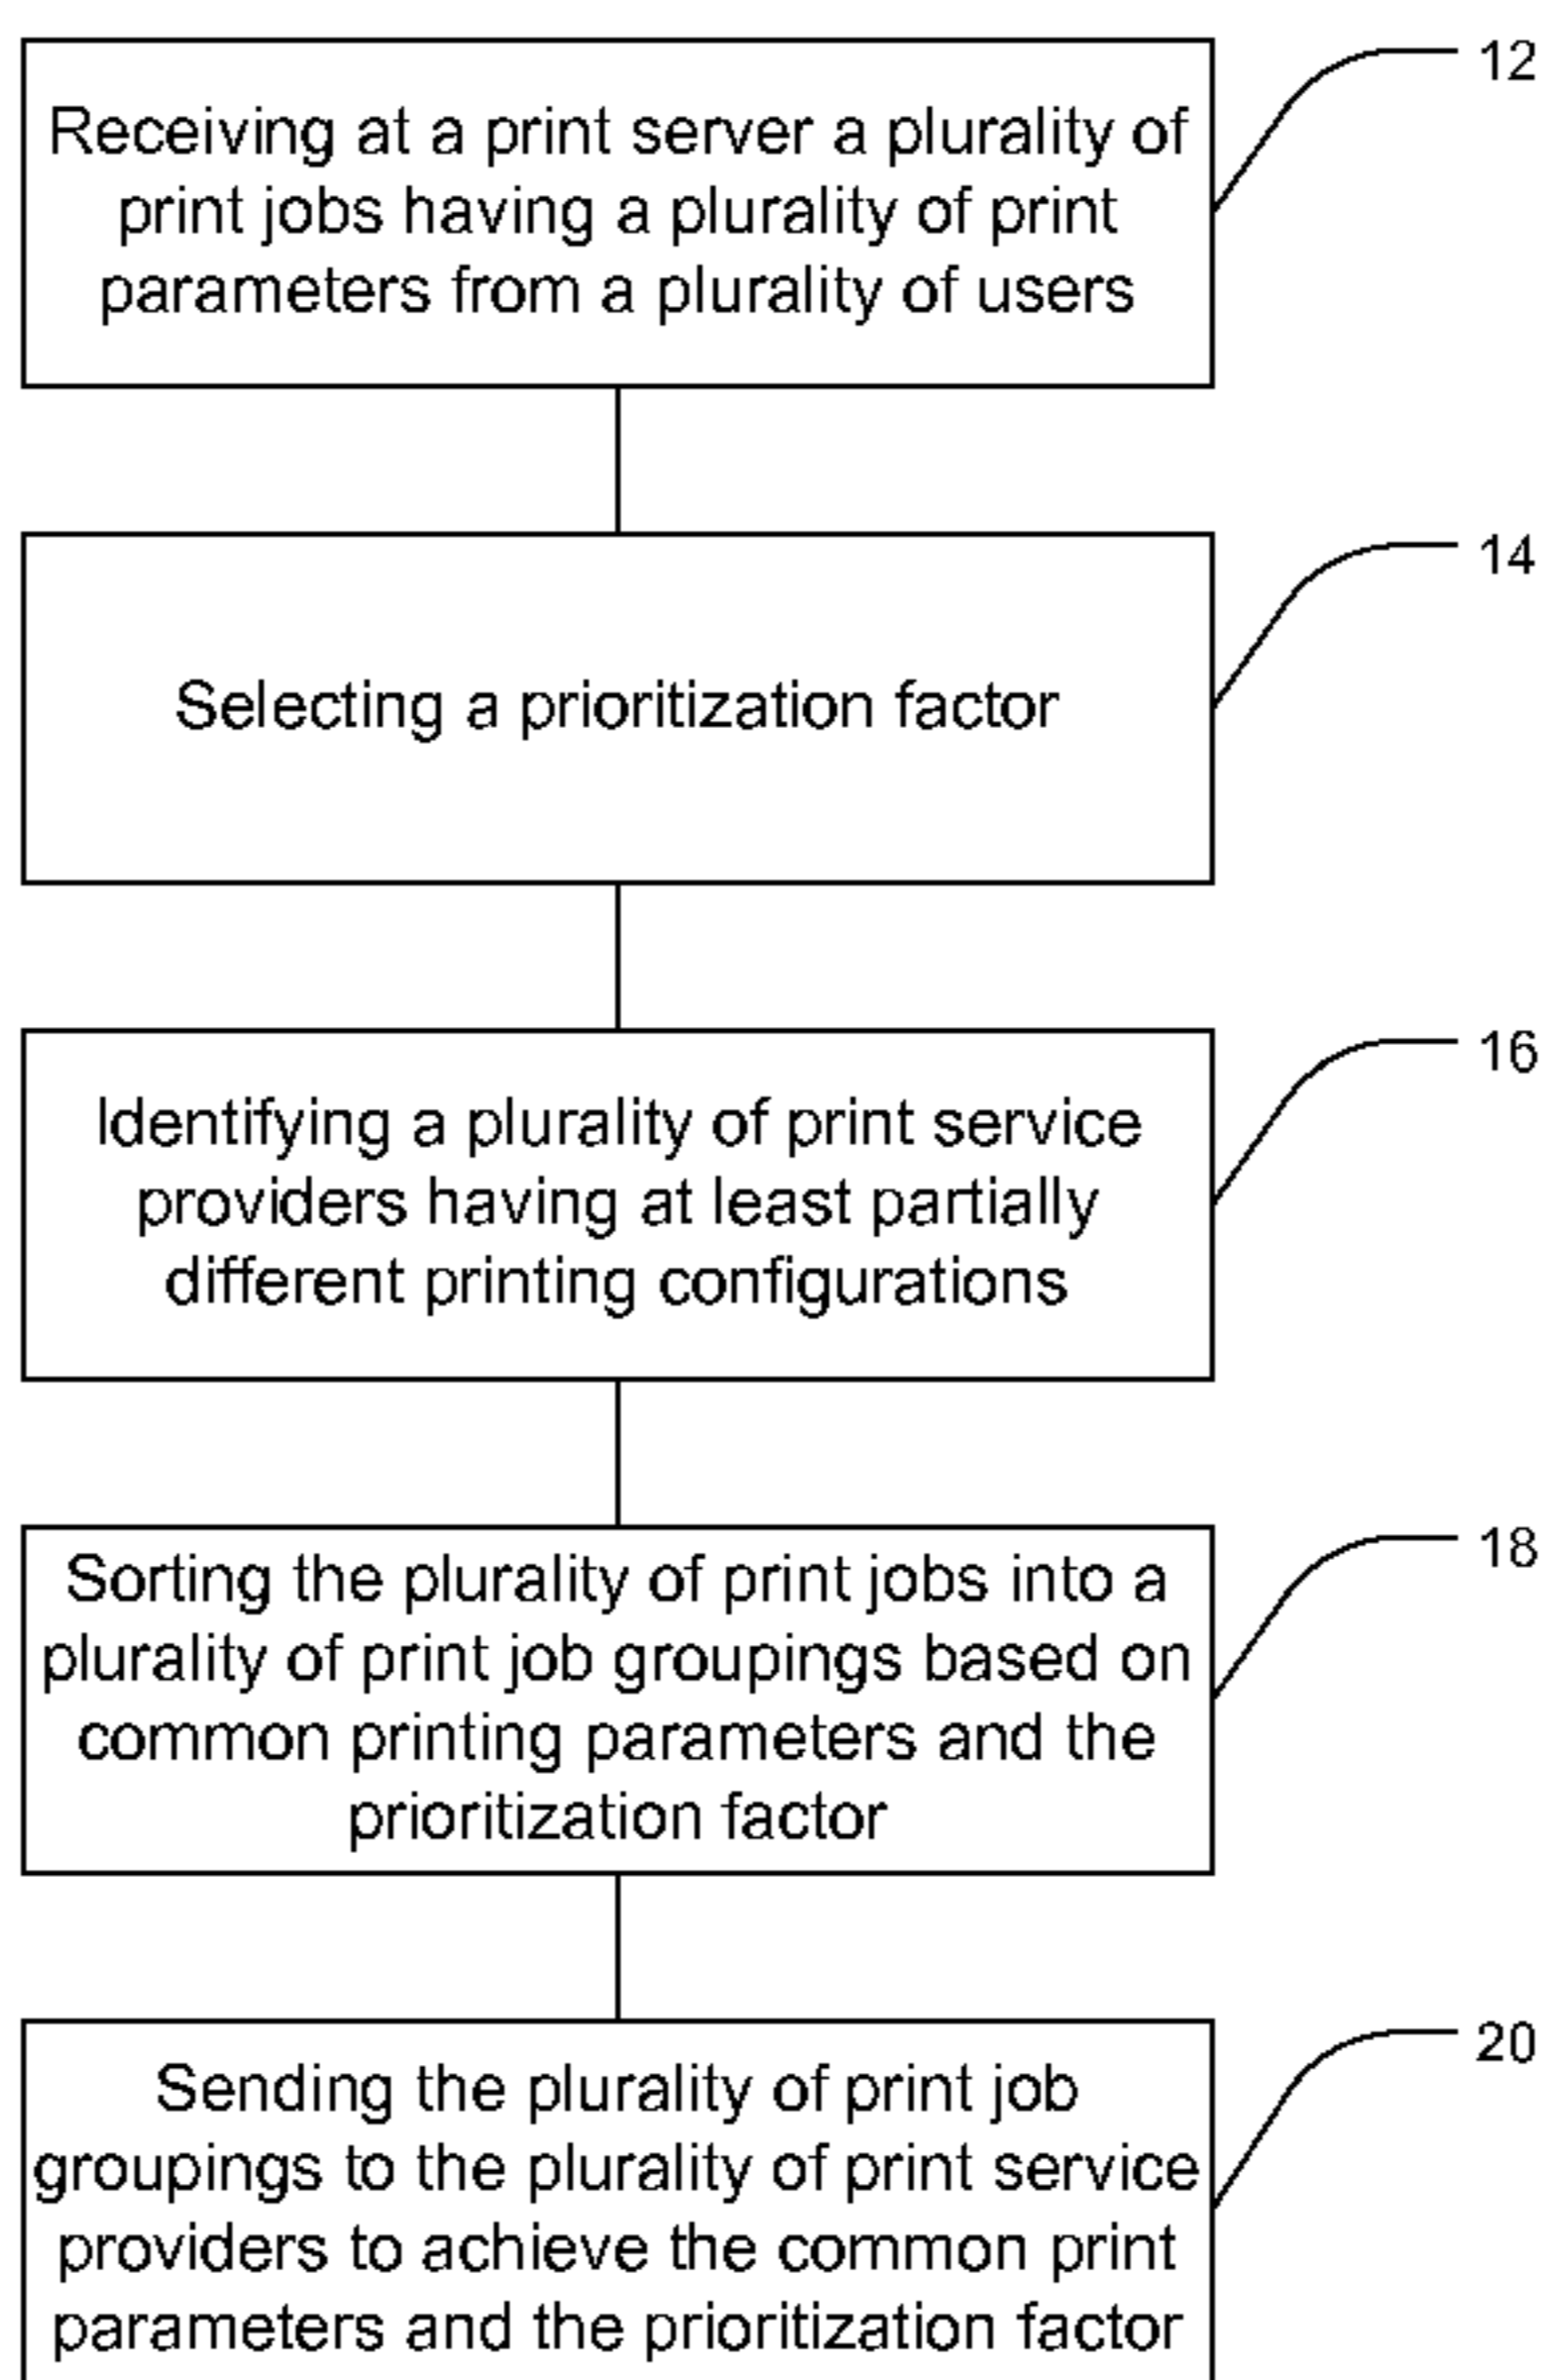 Receiving at a print server a plurality of
print jobs having a plurality of print
parameters from a plurality of users
12
Selecting a prioritization factor
14
Identifying a plurality of print service
providers having at least partially
different printing configurations
16
Sorting the plurality of print jobs into a
plurality of print job groupings based on
common printing parameters and the
prioritization factor
18
Sending the plurality of print job
groupings to the plurality of print service
providers to achieve the common print
parameters and the prioritization factor
20